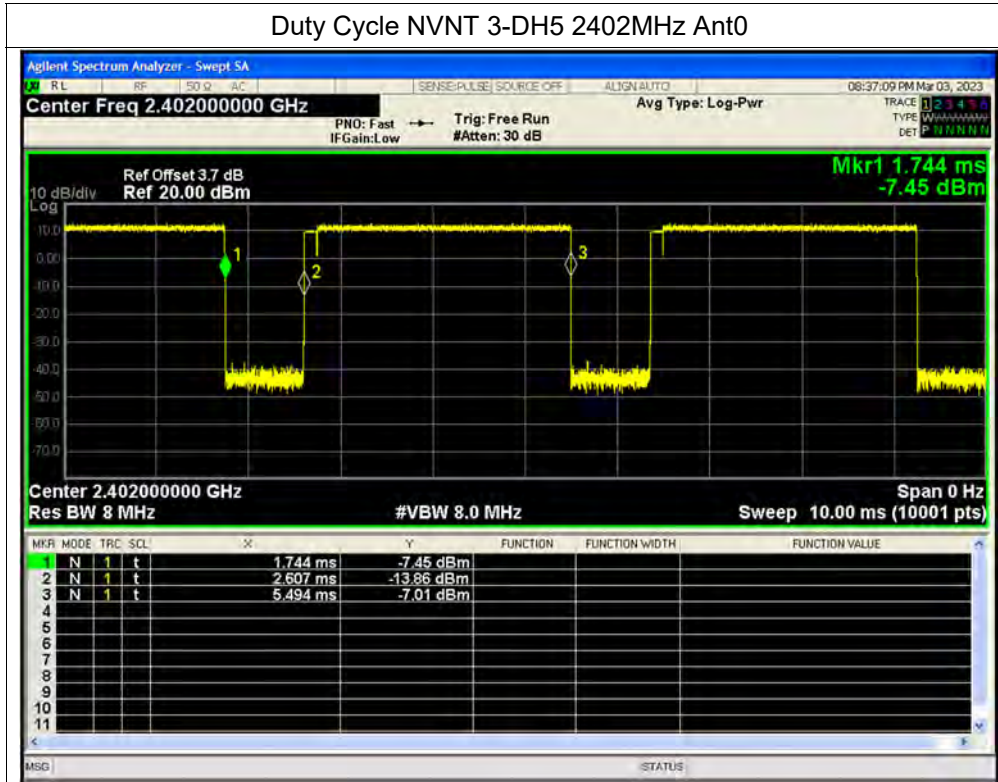 Duty Cycle NVNT 3-DH5 2402MHz Ant0
Agilent Spectrum Analyzer - Swept SA
LXI RL RF 50 Ω AC SENSE:PULSE SOURCE OFF ALIGN AUTO 08:37:09 PM Mar 03, 2023
Center Freq 2.402000000 GHz
PNO: Fast
IFGain:Low
Trig: Free Run
#Atten: 30 dB
Avg Type: Log-Pwr
TRACE 1 2 3 4 5 6
TYPE W
DET P N N N N N
Mkr1 1.744 ms
-7.45 dBm
Ref Offset 3.7 dB
10 dB/div Ref 20.00 dBm
Log
10.0
0.00
-10.0
-20.0
-30.0
-40.0
-50.0
-60.0
-70.0
1
2
3
Center 2.402000000 GHz Span 0 Hz
Res BW 8 MHz #VBW 8.0 MHz Sweep 10.00 ms (10001 pts)
MKR MODE TRC SCL X Y FUNCTION FUNCTION WIDTH FUNCTION VALUE
1 N 1 t 1.744 ms -7.45 dBm
2 N 1 t 2.607 ms -13.86 dBm
3 N 1 t 5.494 ms -7.01 dBm
4
5
6
7
8
9
10
11
MSG STATUS